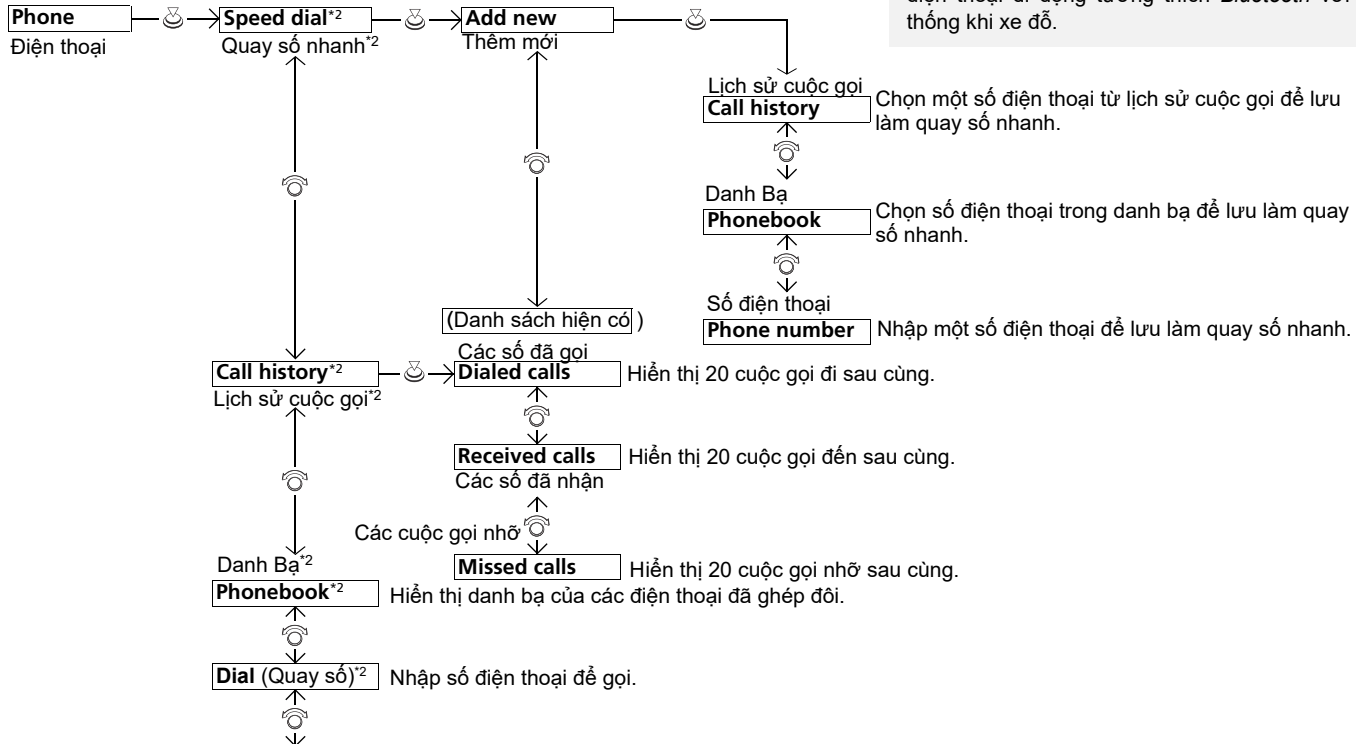 điện thoại di động tương thích Bluetooth với
thống khi xe đỗ.
Phone
Điện thoại
Speed dial*2
Quay số nhanh*2
Add new
Thêm mới
Lịch sử cuộc gọi
Call history
Chọn một số điện thoại từ lịch sử cuộc gọi để lưu
làm quay số nhanh.
Danh Bạ
Phonebook
Chọn số điện thoại trong danh bạ để lưu làm quay
số nhanh.
Số điện thoại
Phone number
Nhập một số điện thoại để lưu làm quay số nhanh.
(Danh sách hiện có)
Các số đã gọi
Call history*2
Lịch sử cuộc gọi*2
Dialed calls
Hiển thị 20 cuộc gọi đi sau cùng.
Received calls
Hiển thị 20 cuộc gọi đến sau cùng.
Các số đã nhận
Các cuộc gọi nhỡ
Missed calls
Hiển thị 20 cuộc gọi nhỡ sau cùng.
Danh Bạ*2
Phonebook*2
Hiển thị danh bạ của các điện thoại đã ghép đôi.
Dial (Quay số)*2
Nhập số điện thoại để gọi.